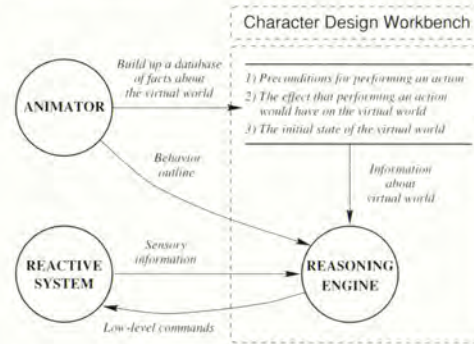 Character Design Workbench
Build up a database
of facts about
the virtual world
ANIMATOR
1) Preconditions for performing an action
2) The effect that performing an action
would have on the virtual world
3) The initial state of the virtual world
Behavior
outline
Information
about
virtual world
Sensory
information
REACTIVE
SYSTEM
REASONING
ENGINE
Low-level commands